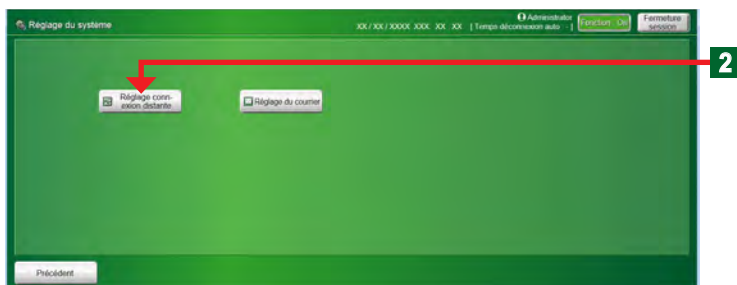 Réglage du système
XX/XX/XXXX XXX XX XX [Temps déconnexion auto -]
Administrator
Fonction : On
Fermeture
session
2
Réglage conn-
exion distante
Réglage du courrier
Précédent